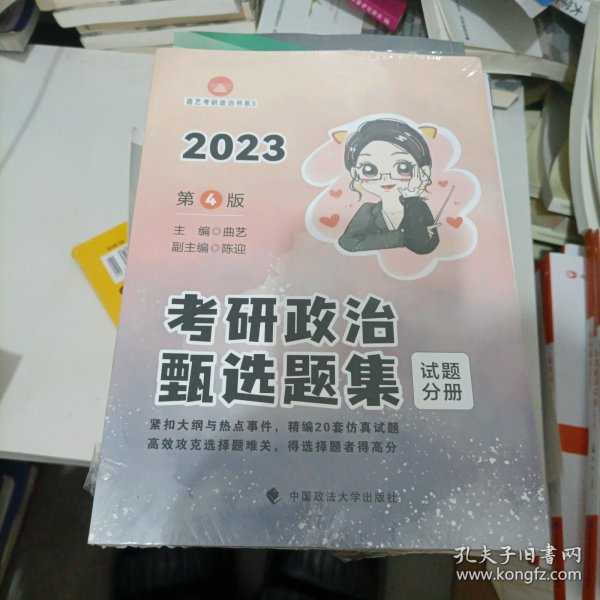 曲艺考研政治书系3
2023
第4版
主 编◎曲艺
副主编◎陈迎
考研政治
甄选题集
试题
分册
紧扣大纲与热点事件，精编20套仿真试题
高效攻克选择题难关，得选择题者得高分
中国政法大学出版社
孔夫子旧书网
www.kongfz.com